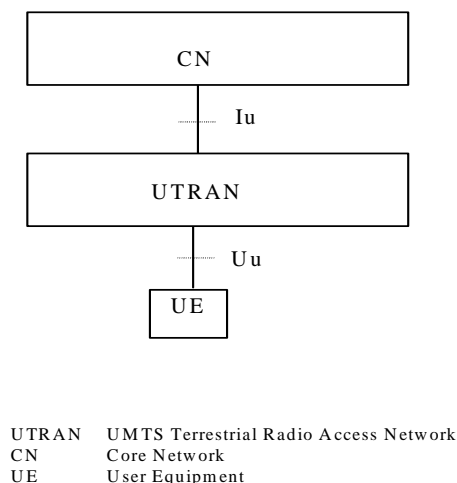 CN
Iu
UTRAN
Uu
UE
UTRAN UMTS Terrestrial Radio Access Network
CN Core Network
UE User Equipment